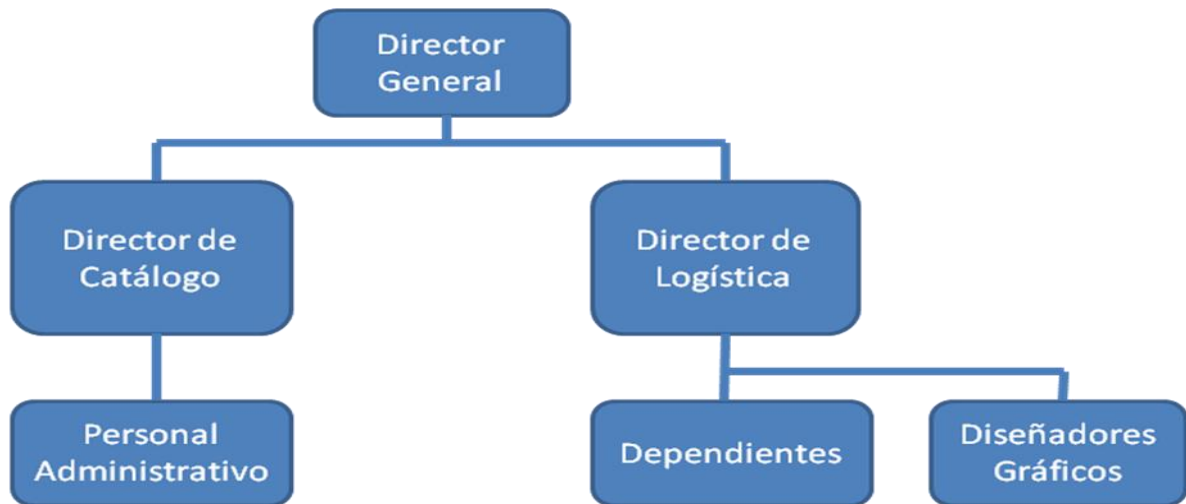 Director
General
Director de
Catálogo
Director de
Logística
Personal
Administrativo
Dependientes
Diseñadores
Gráficos